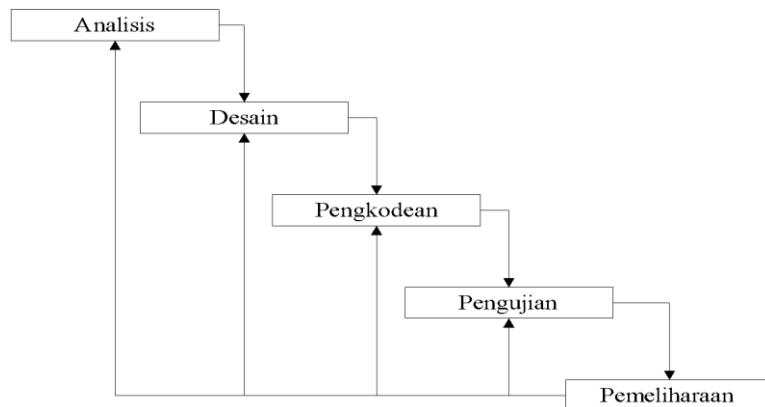 Analisis
Desain
Pengkodean
Pengujian
Pemeliharaan